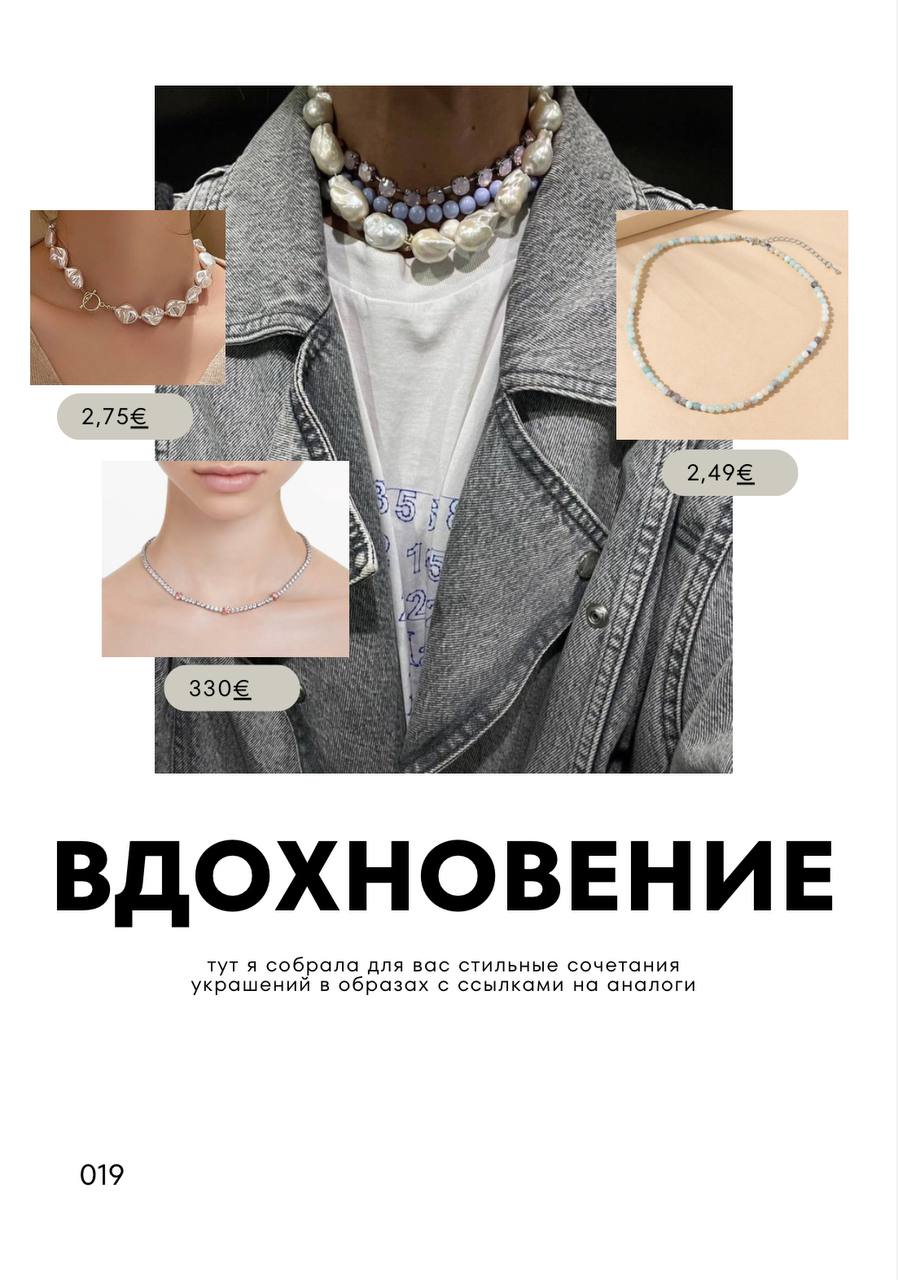 2,75€
2,49€
330€
ВДОХНОВЕНИЕ
тут я собрала для вас стильные сочетания
украшений в образах с ссылками на аналоги
019